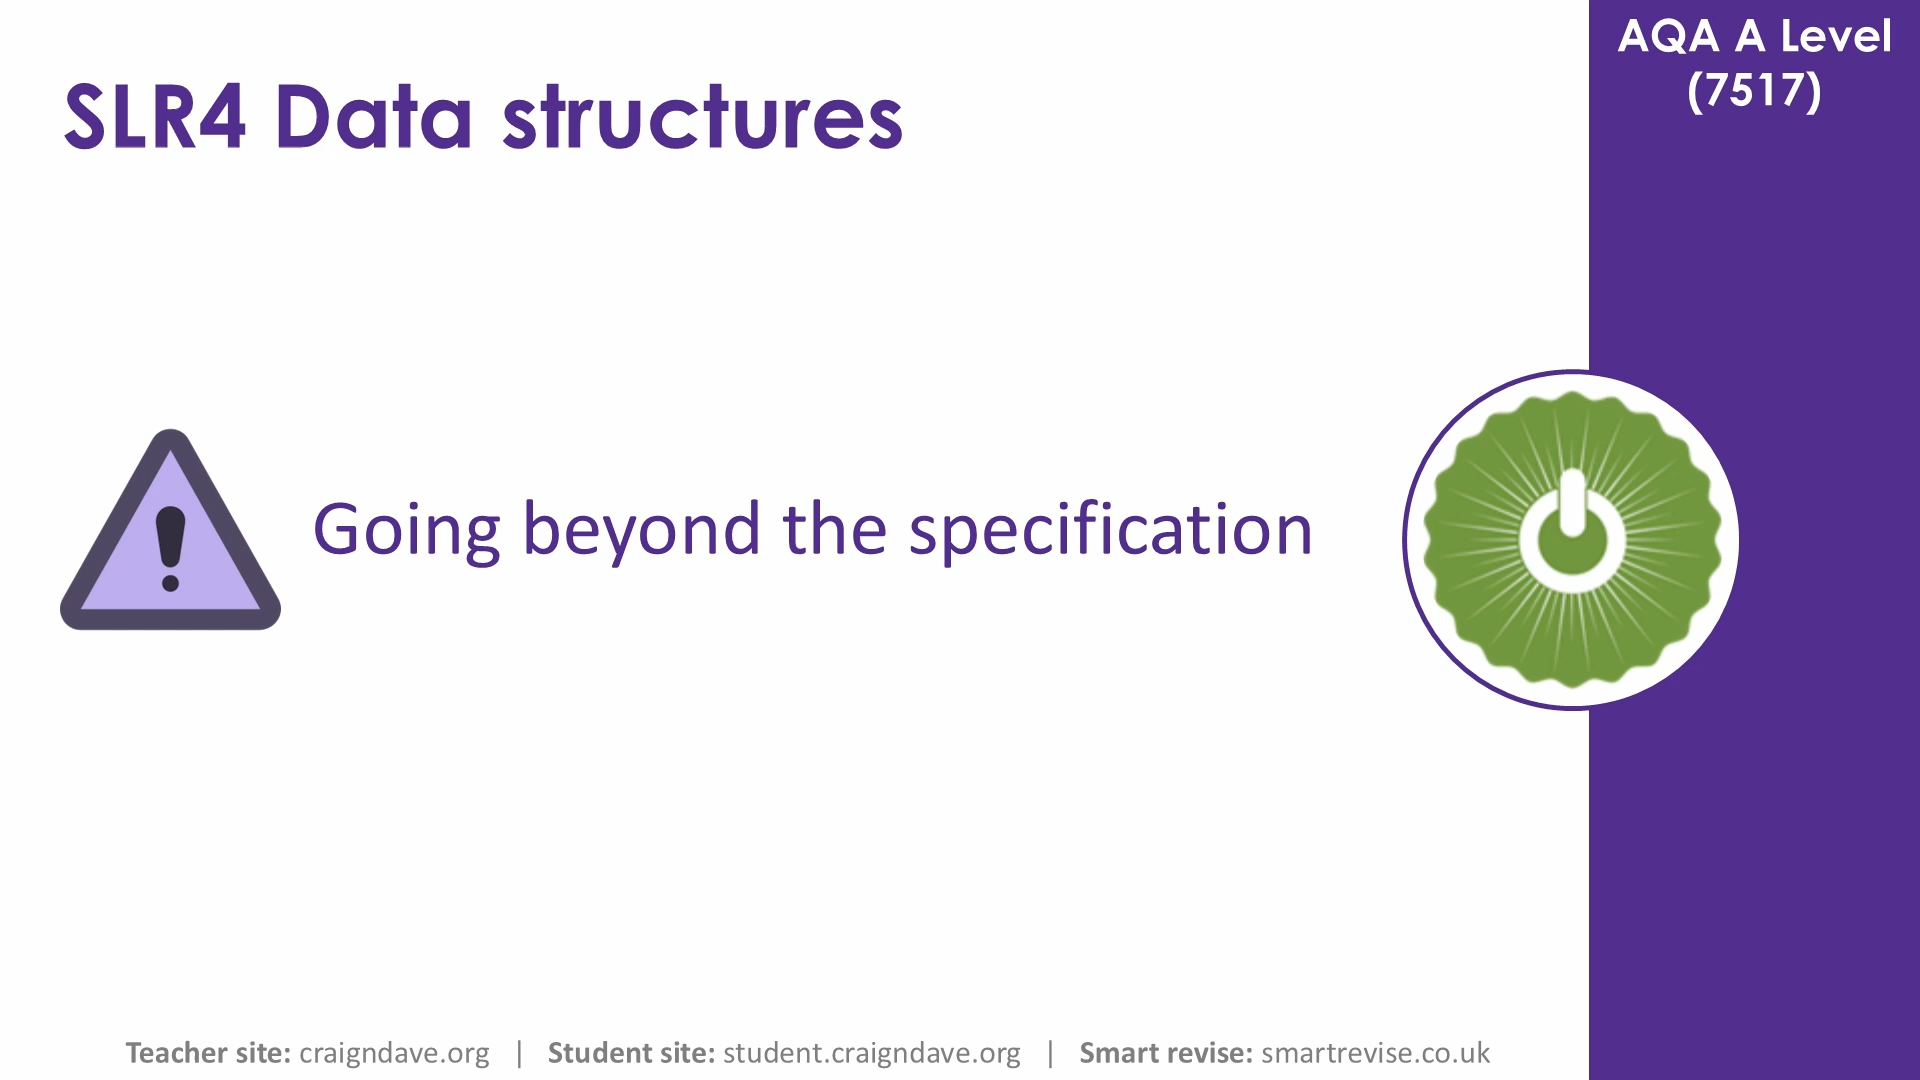 SLR4 Data structures
AQA A Level
(7517)
Going beyond the specification
Teacher site: craigndave.org | Student site: student.craigndave.org | Smart revise: smartrevise.co.uk